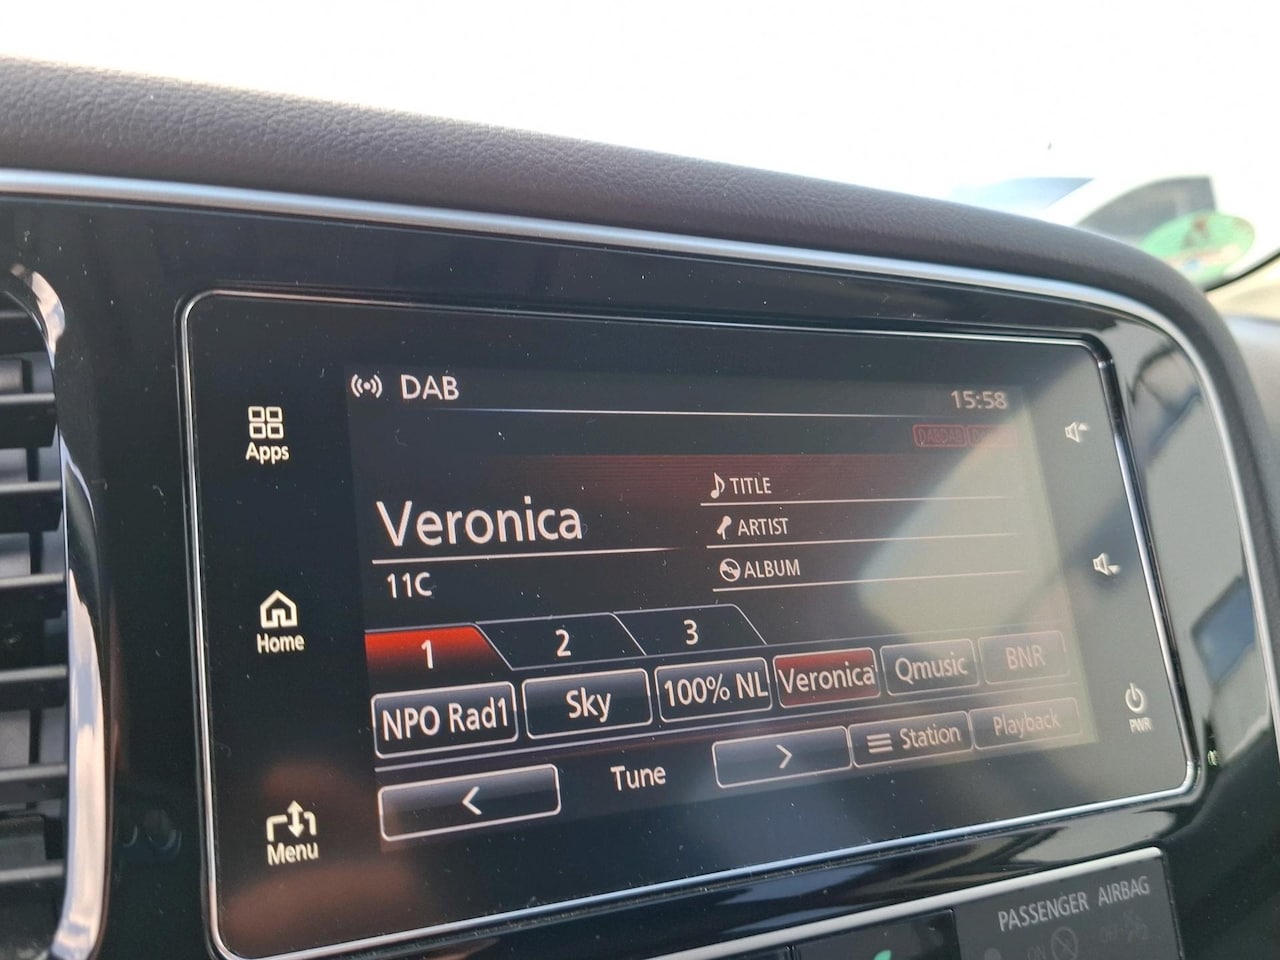 DAB
15:58
Apps
TITLE
Veronica
ARTIST
11C
ALBUM
Home
1 2 3
NPO Rad1 Sky 100% NL Veronica Qmusic BNR
< Tune > Station Playback
PWR
Menu
PASSENGER AIRBAG
ON